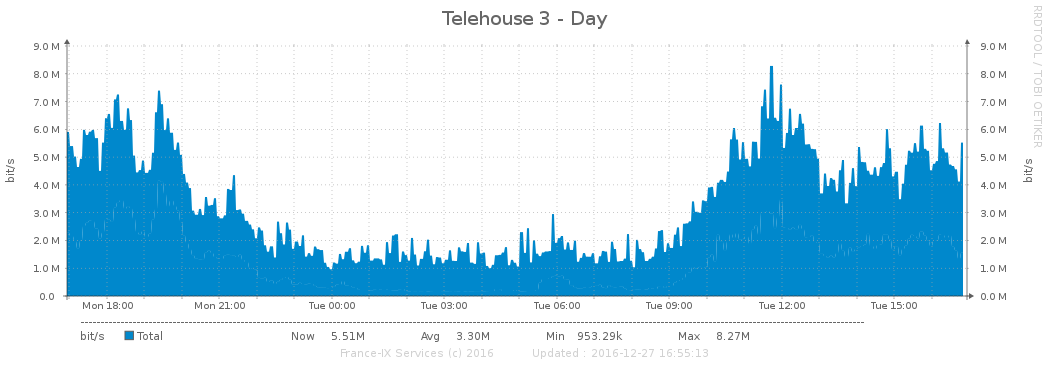 Telehouse 3 - Day
RRDTOOL / TOBI OETIKER
bit/s
9.0 M 9.0 M
8.0 M 8.0 M
7.0 M 7.0 M
6.0 M 6.0 M
5.0 M 5.0 M
4.0 M 4.0 M
3.0 M 3.0 M
2.0 M 2.0 M
1.0 M 1.0 M
0.0 0.0 M
bit/s
Mon 18:00 Mon 21:00 Tue 00:00 Tue 03:00 Tue 06:00 Tue 09:00 Tue 12:00 Tue 15:00
bit/s Total Now 5.51M Avg 3.30M Min 953.29k Max 8.27M
France-IX Services (c) 2016 Updated : 2016-12-27 16:55:13